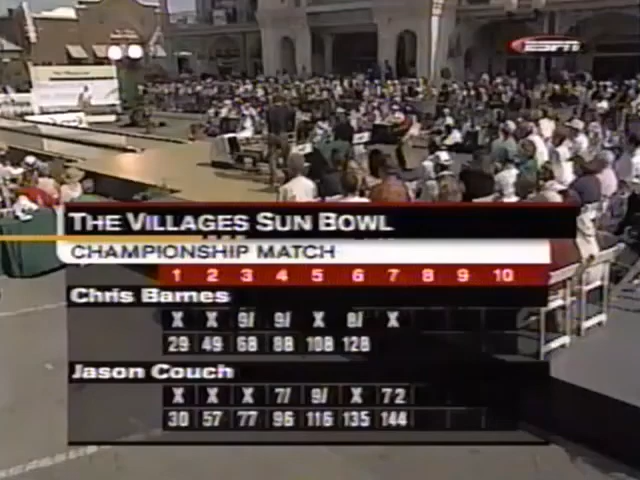 ESPN
THE VILLAGES SUN BOWL
CHAMPIONSHIP MATCH
1 2 3 4 5 6 7 8 9 10
Chris Barnes
X X 9/ 9/ X 8/ X
29 49 68 88 108 128
Jason Couch
X X X 7/ 9/ X 72
30 57 77 96 116 135 144